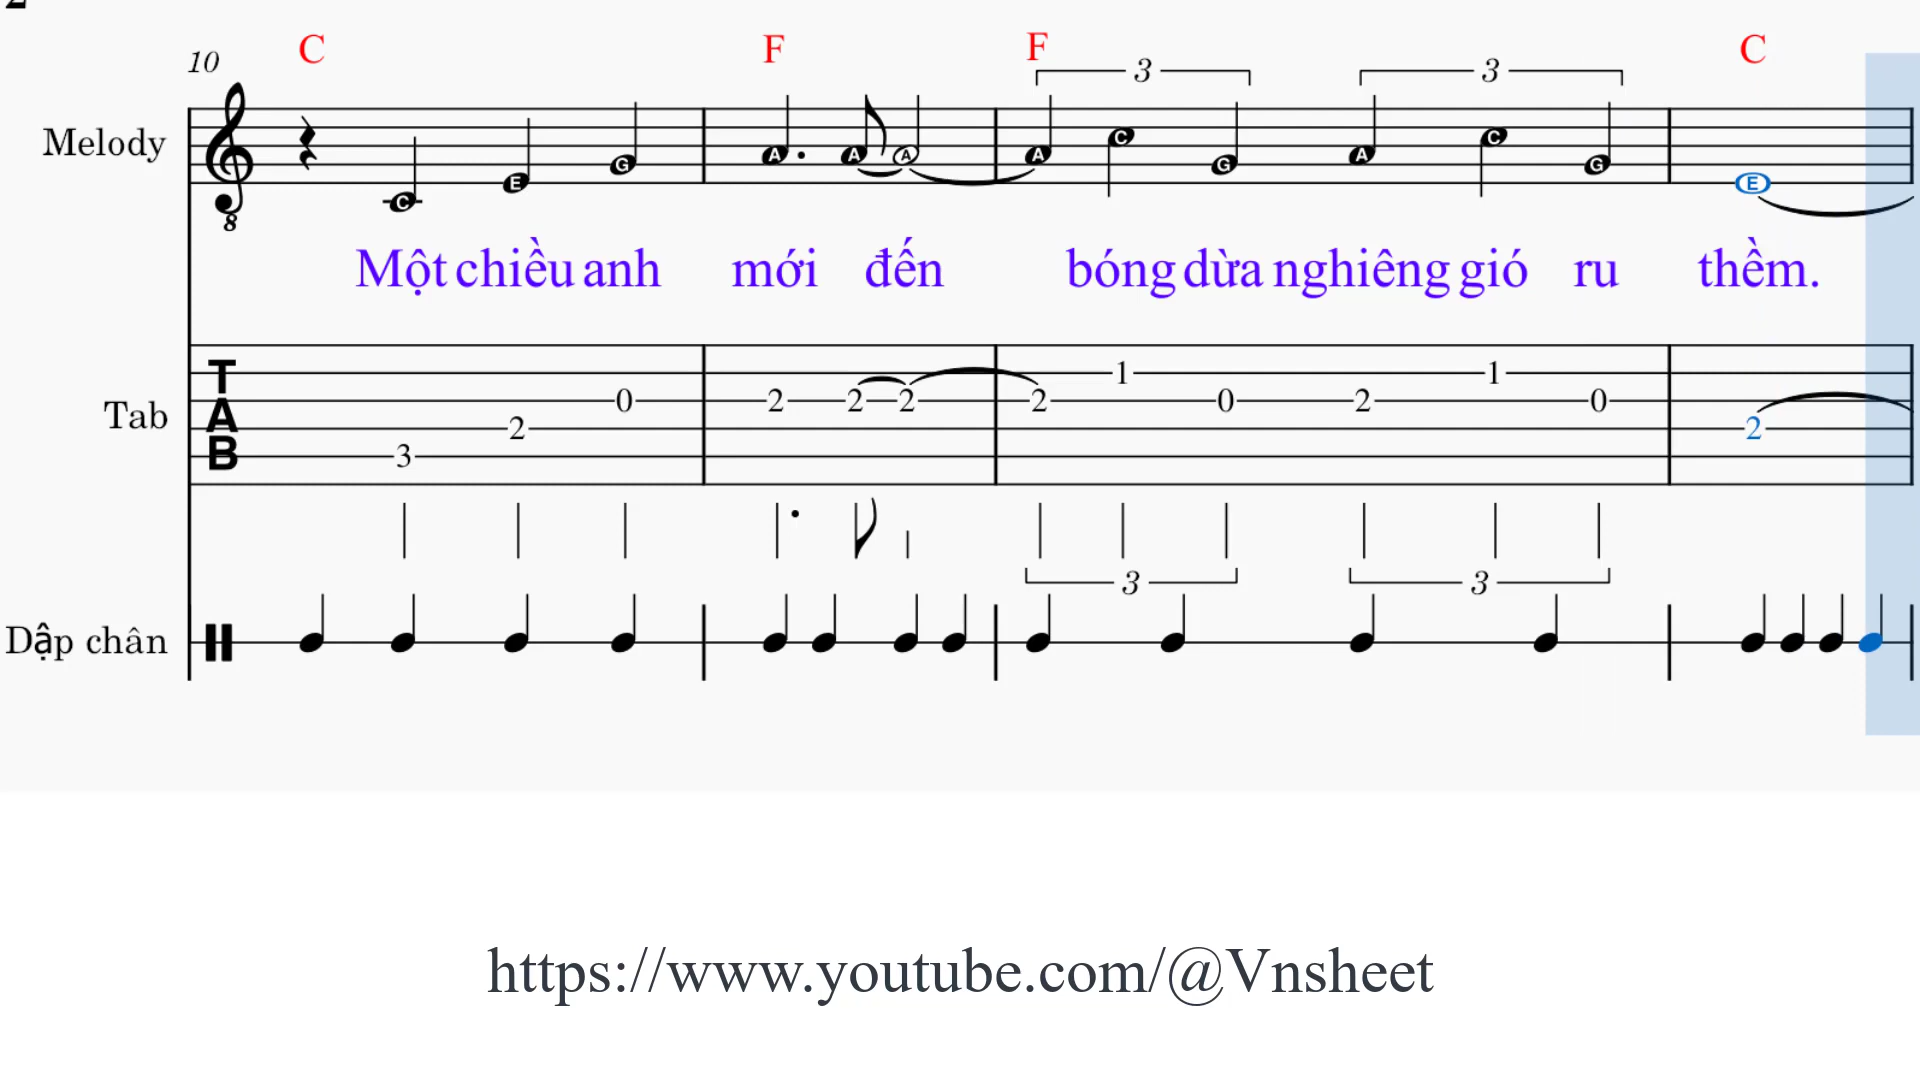 C F F C
10 3 3
Melody
8
C E G A A A A C G A C G E
Một chiều anh mới đến bóng dừa nghiêng gió ru thềm.
1 1
T
2 2 2 2 0 2 0
0
Tab A
2 2
B 3
3 3
Dập chân
https://www.youtube.com/@Vnsheet